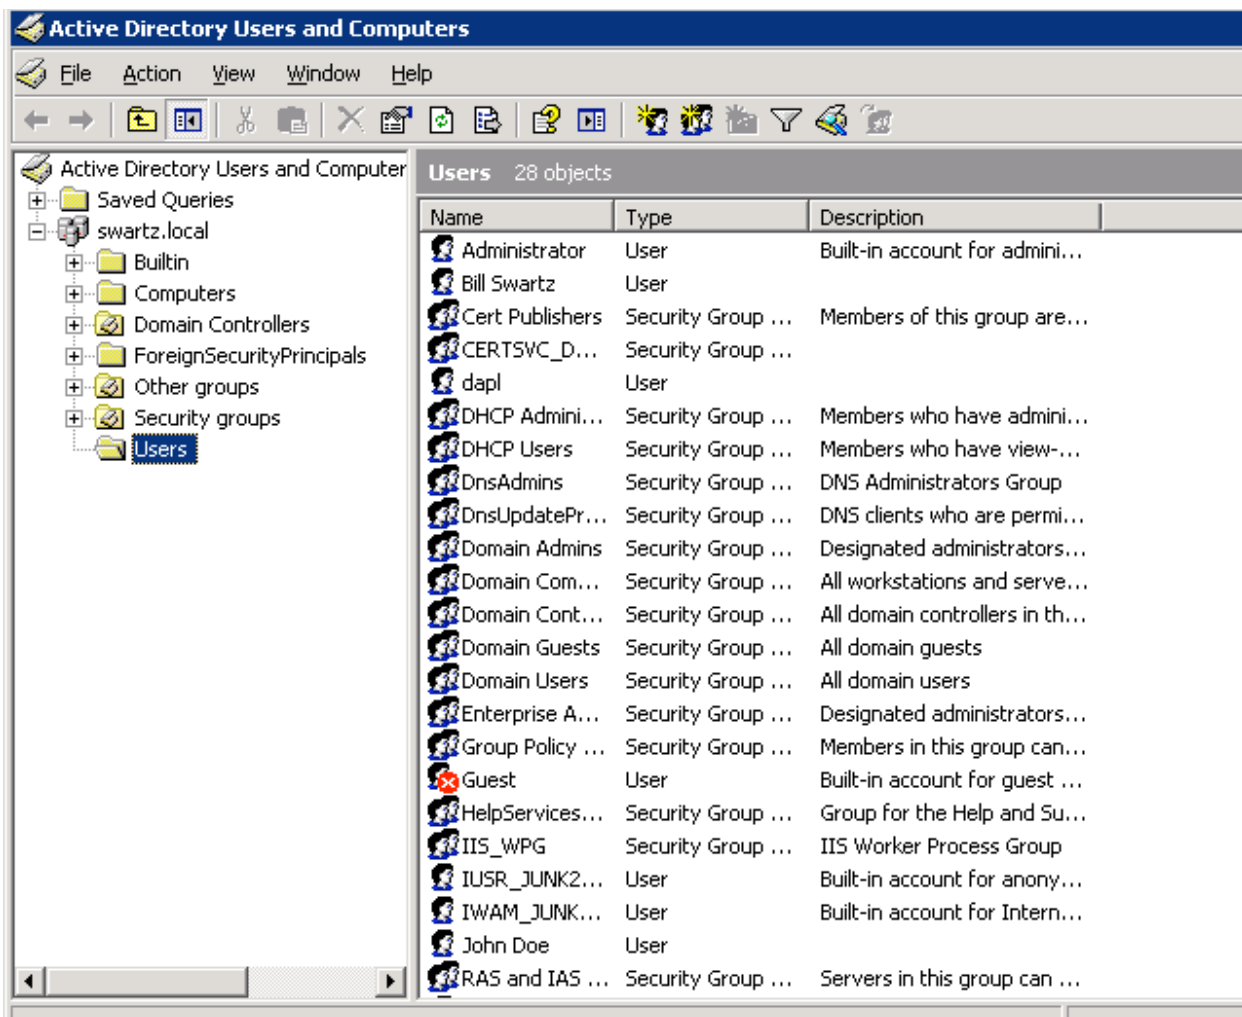 Active Directory Users and Computers
File Action View Window Help
Active Directory Users and Computer
Saved Queries
swartz.local
Builtin
Computers
Domain Controllers
ForeignSecurityPrincipals
Other groups
Security groups
Users
Users 28 objects
Name Type Description
Administrator User Built-in account for admini...
Bill Swartz User
Cert Publishers Security Group ... Members of this group are...
CERTSVC_D... Security Group ...
dapl User
DHCP Admini... Security Group ... Members who have admini...
DHCP Users Security Group ... Members who have view-...
DnsAdmins Security Group ... DNS Administrators Group
DnsUpdatePr... Security Group ... DNS clients who are permi...
Domain Admins Security Group ... Designated administrators...
Domain Com... Security Group ... All workstations and serve...
Domain Cont... Security Group ... All domain controllers in th...
Domain Guests Security Group ... All domain guests
Domain Users Security Group ... All domain users
Enterprise A... Security Group ... Designated administrators...
Group Policy ... Security Group ... Members in this group can...
Guest User Built-in account for guest ...
HelpServices... Security Group ... Group for the Help and Su...
IIS_WPG Security Group ... IIS Worker Process Group
IUSR_JUNK2... User Built-in account for anony...
IWAM_JUNK... User Built-in account for Intern...
John Doe User
RAS and IAS ... Security Group ... Servers in this group can ...